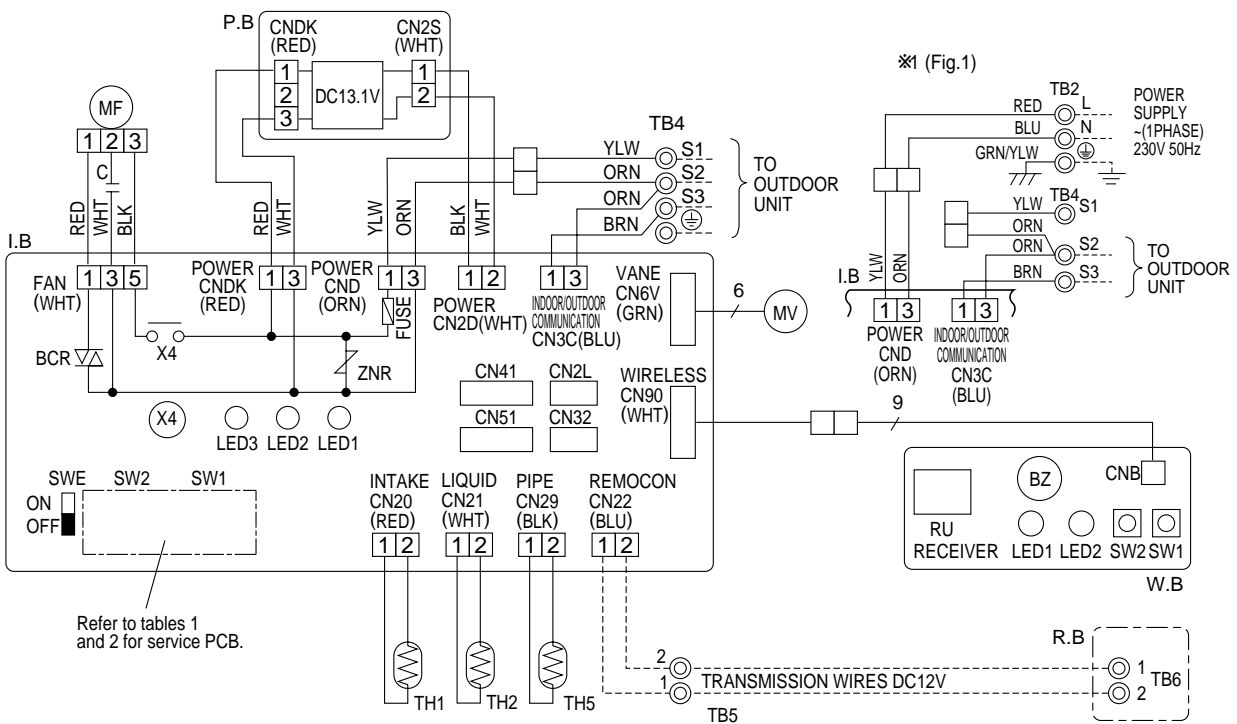 P.B
CNDK
(RED)
CN2S
(WHT)
1
2
3
DC13.1V
1
2
MF
1 2 3
C
RED
WHT
BLK
RED
WHT
YLW
ORN
BLK
WHT
YLW
ORN
ORN
BRN
TB4
S1
S2
S3
TO
OUTDOOR
UNIT
※1 (Fig.1)
TB2
RED
L
BLU
N
GRN/YLW
POWER
SUPPLY
~(1PHASE)
230V 50Hz
YLW
TB4
S1
ORN
ORN
S2
BRN
S3
TO
OUTDOOR
UNIT
I.B
YLW
ORN
1 3
1 3
POWER
CND
(ORN)
INDOOR/OUTDOOR
COMMUNICATION
CN3C
(BLU)
I.B
FAN
(WHT)
1 3 5
POWER
CNDK
(RED)
1 3
POWER
CND
(ORN)
1 3
FUSE
1 2
POWER
CN2D(WHT)
1 3
INDOOR/OUTDOOR
COMMUNICATION
CN3C(BLU)
VANE
CN6V
(GRN)
6
MV
BCR
X4
ZNR
X4
LED3 LED2 LED1
CN41
CN2L
CN51
CN32
WIRELESS
CN90
(WHT)
9
CNB
BZ
RU
RECEIVER
LED1 LED2 SW2 SW1
W.B
SWE
ON
OFF
SW2
SW1
Refer to tables 1
and 2 for service PCB.
INTAKE
CN20
(RED)
1 2
LIQUID
CN21
(WHT)
1 2
PIPE
CN29
(BLK)
1 2
REMOCON
CN22
(BLU)
1 2
TH1
TH2
TH5
2
1
TB5
TRANSMISSION WIRES DC12V
R.B
1
2
TB6